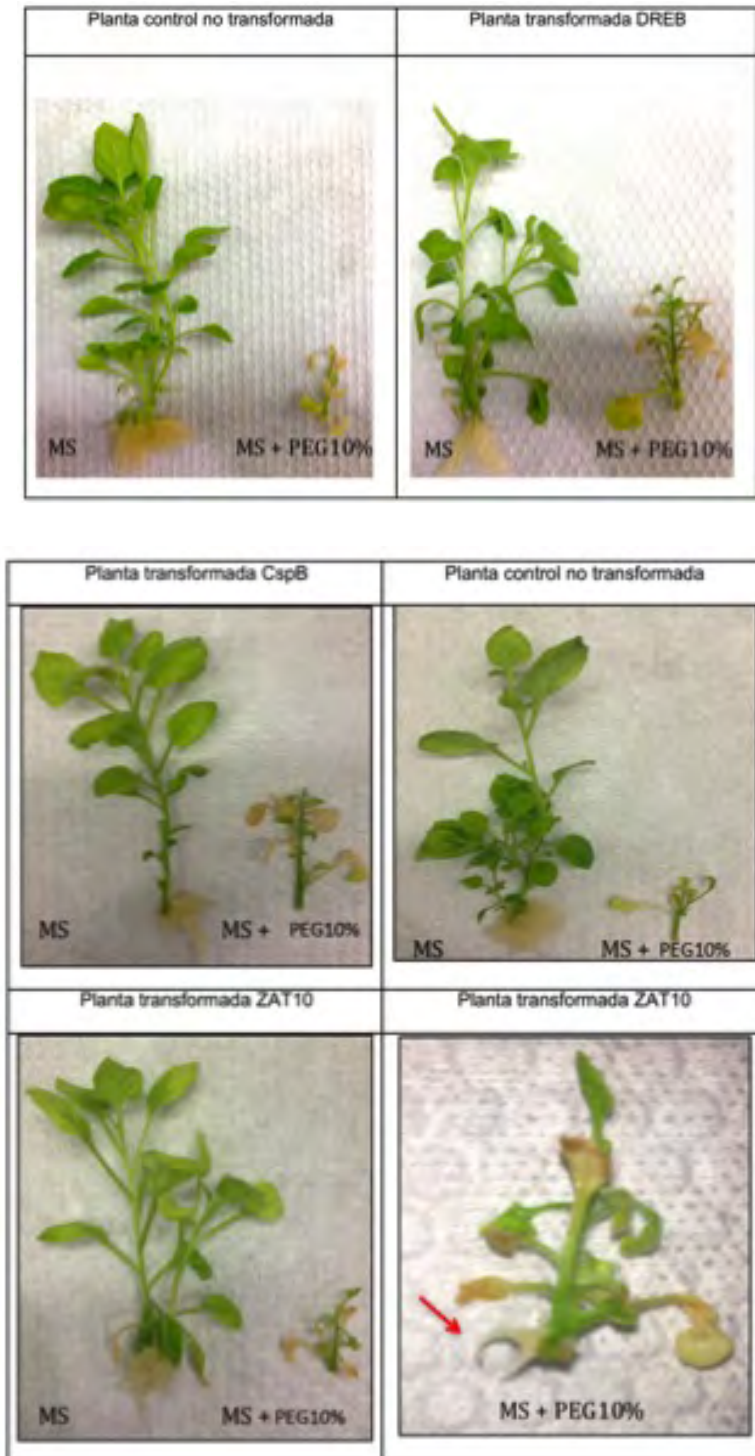 Planta control no transformada
Planta transformada DREB
MS
MS + PEG10%
MS
MS + PEG10%
Planta transformada CspB
Planta control no transformada
MS
MS + PEG10%
MS
MS + PEG10%
Planta transformada ZAT10
Planta transformada ZAT10
MS
MS + PEG10%
MS + PEG10%